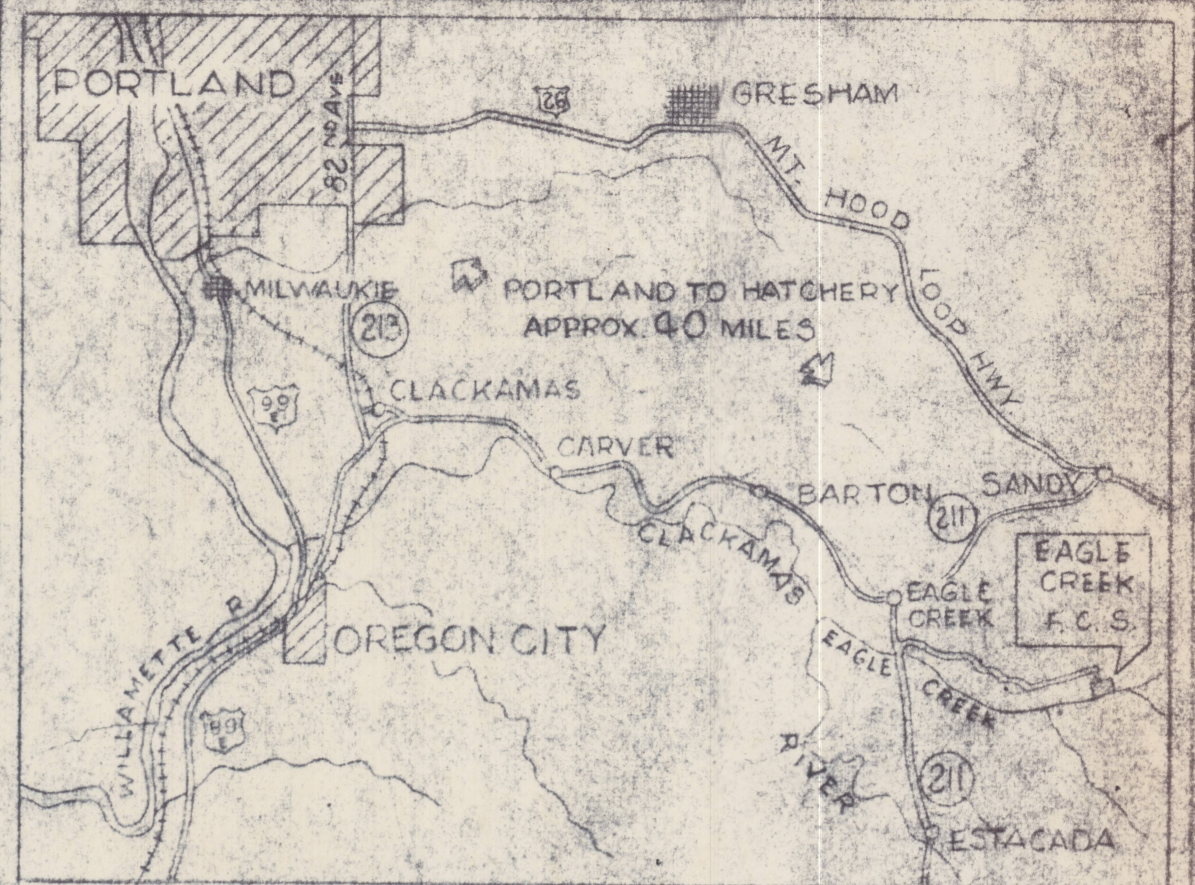 PORTLAND
82 ND AVE
26
GRESHAM
MT. HOOD LOOP HWY
MILWAUKIE
213
PORTLAND TO HATCHERY
APPROX. 40 MILES
99
E
CLACKAMAS
CARVER
BARTON
SANDY
211
CLACKAMAS RIVER
EAGLE
CREEK
F. C. S.
EAGLE
CREEK
EAGLE CREEK
OREGON CITY
WILLAMETTE R.
99
E
211
ESTACADA